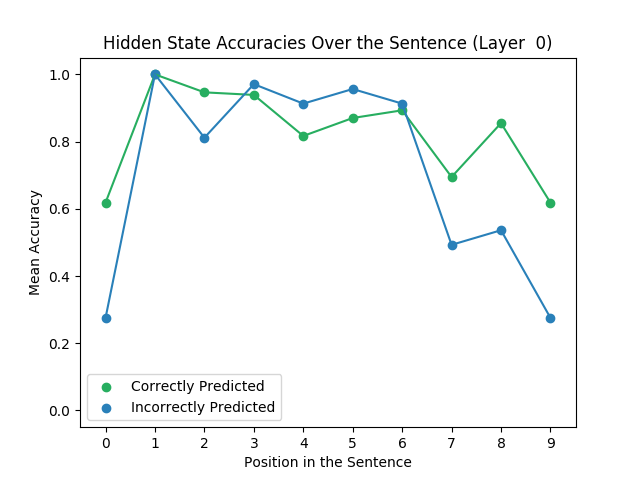 Hidden State Accuracies Over the Sentence (Layer  0)
1.0
0.8
0.6
0.4
0.2
0.0
Mean Accuracy
Correctly Predicted
Incorrectly Predicted
0 1 2 3 4 5 6 7 8 9
Position in the Sentence